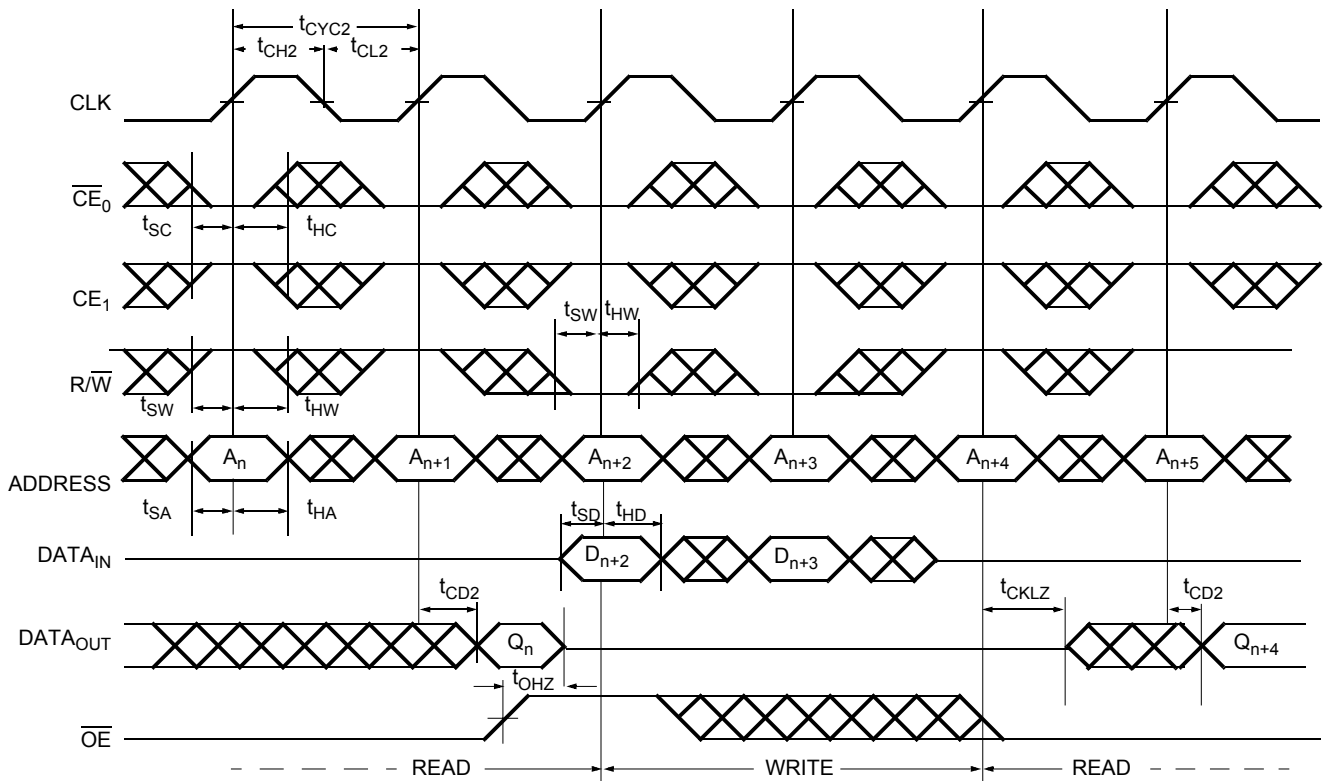 tCYC2
tCH2 tCL2
CLK
CE0
tSC tHC
CE1
tSW tHW
R/W
tSW tHW
An An+1 An+2 An+3 An+4 An+5
ADDRESS
tSA tHA
tSD tHD
DATAIN
Dn+2 Dn+3
tCD2 tCKLZ tCD2
DATAOUT
Qn Qn+4
tOHZ
OE
READ WRITE READ